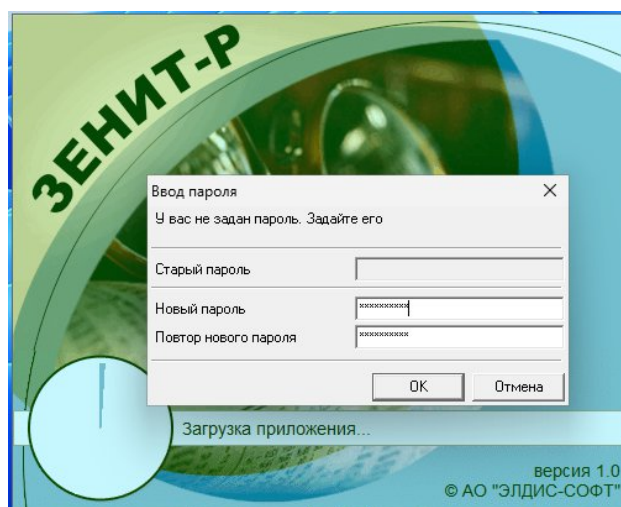 ЗЕНИТ-Р
Ввод пароля
У вас не задан пароль. Задайте его
Старый пароль
Новый пароль
**********
Повтор нового пароля
**********
OK
Отмена
Загрузка приложения...
версия 1.0
© АО "ЭЛДИС-СОФТ"